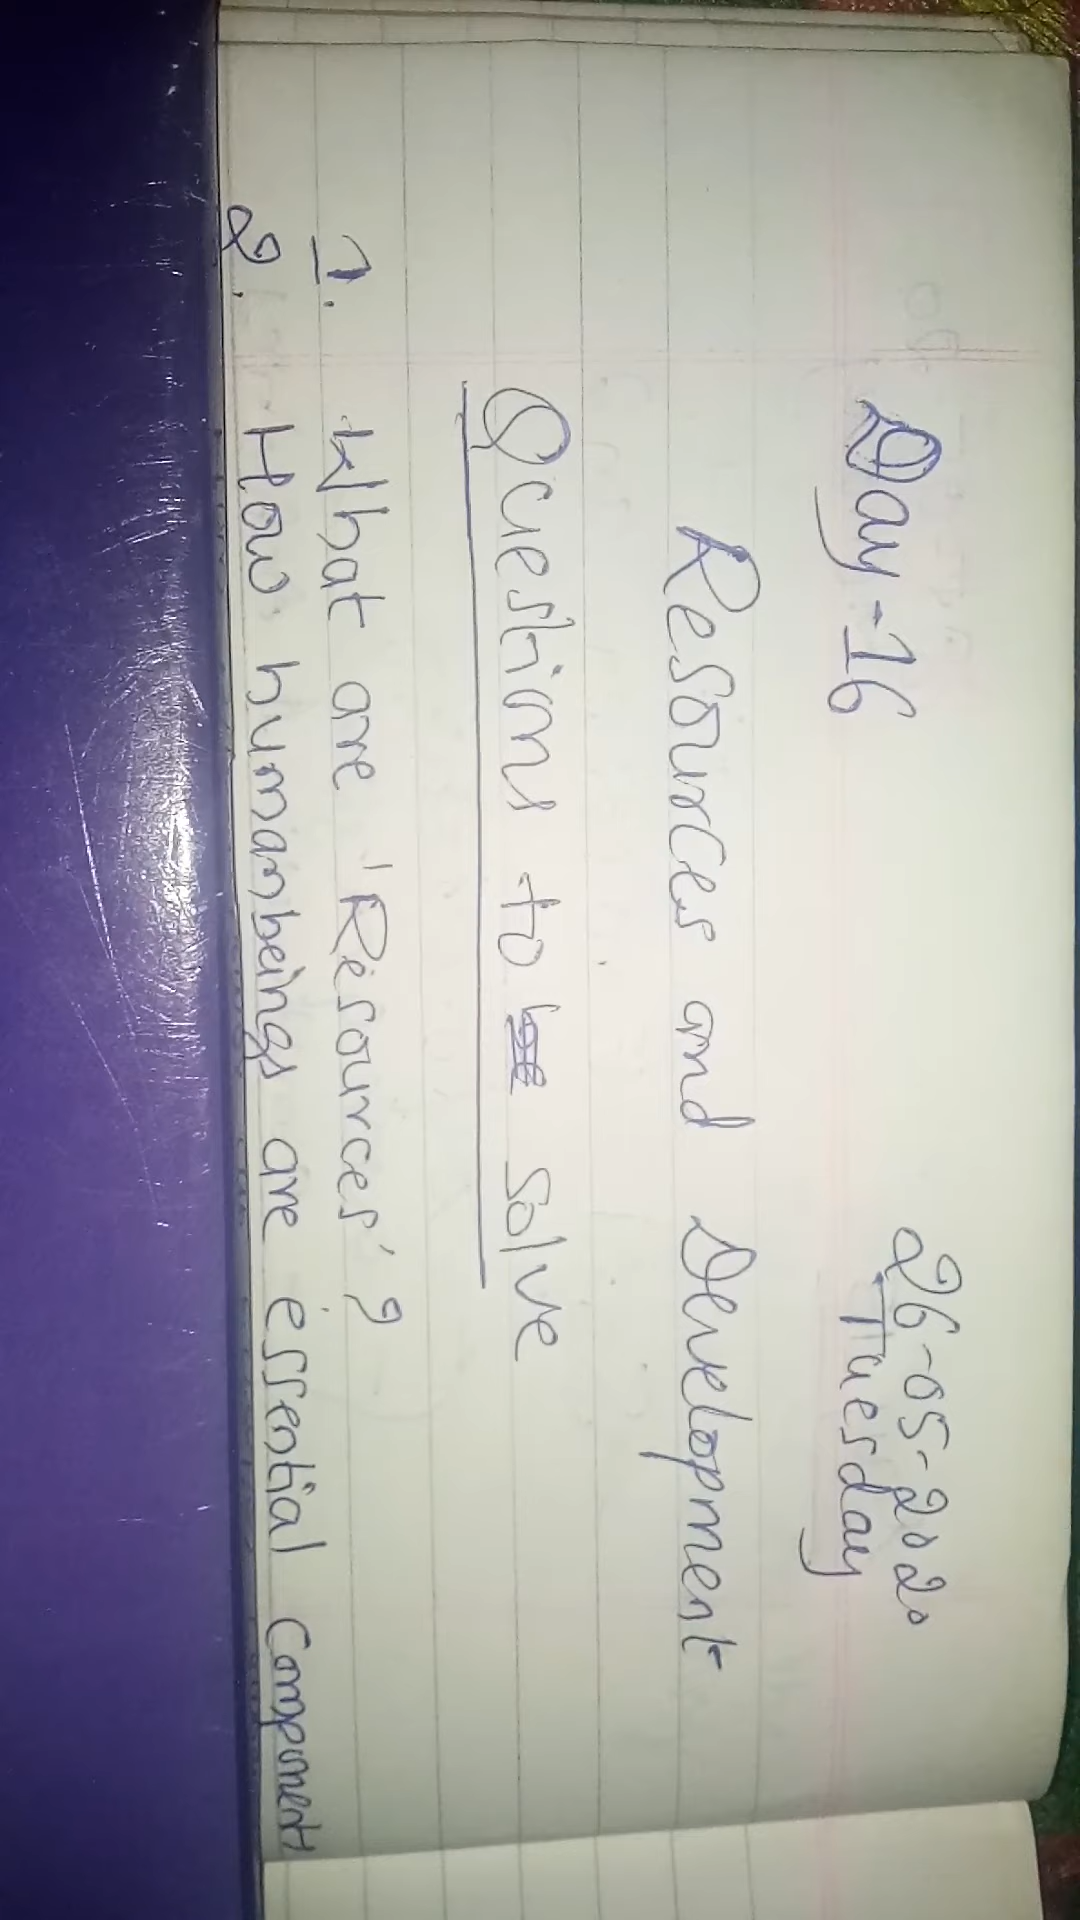 Day-16 26-05-2020
Tuesday
Resources and Development
Questions to solve
1. What are 'Resources'?
2. How humanbeings are essential component